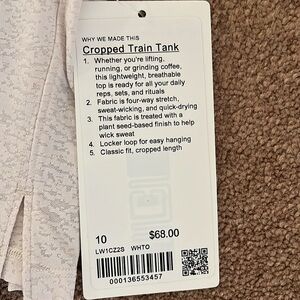 WHY WE MADE THIS
Cropped Train Tank
1. Whether you're lifting,
running, or grinding coffee,
this lightweight, breathable
top is ready for all your daily
reps, sets, and rituals
2. Fabric is four-way stretch,
sweat-wicking, and quick-drying
3. This fabric is treated with a
plant seed-based finish to help
wick sweat
4. Locker loop for easy hanging
5. Classic fit, cropped length
10 $68.00
LW1CZ2S WHTO
000136553457